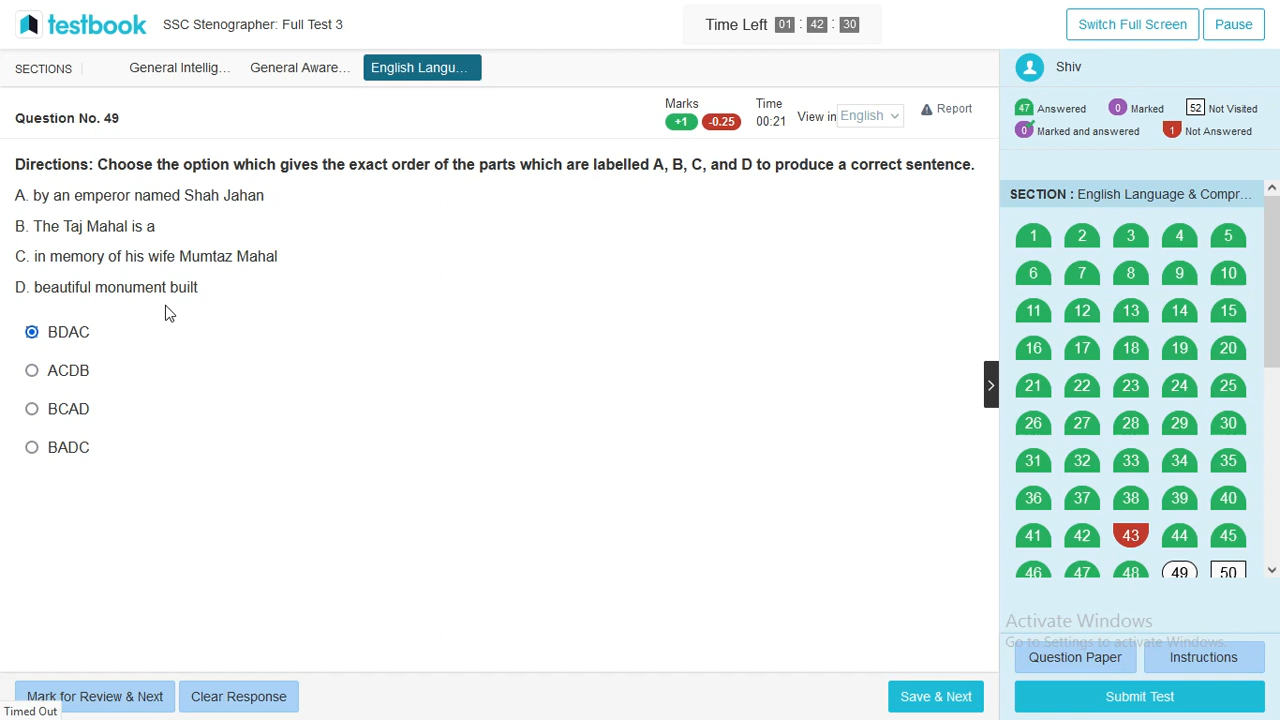 testbook
SSC Stenographer: Full Test 3
Time Left 01 : 42 : 30
Switch Full Screen
Pause
SECTIONS
General Intellig...
General Aware...
English Langu...
Shiv
Question No. 49
Marks
+1 -0.25
Time
00:21
View in English
Report
47 Answered
0 Marked
52 Not Visited
0 Marked and answered
1 Not Answered
Directions: Choose the option which gives the exact order of the parts which are labelled A, B, C, and D to produce a correct sentence.
A. by an emperor named Shah Jahan
B. The Taj Mahal is a
C. in memory of his wife Mumtaz Mahal
D. beautiful monument built
BDAC
ACDB
BCAD
BADC
SECTION : English Language & Compr...
1 2 3 4 5
6 7 8 9 10
11 12 13 14 15
16 17 18 19 20
21 22 23 24 25
26 27 28 29 30
31 32 33 34 35
36 37 38 39 40
41 42 43 44 45
46 47 48 49 50
Activate Windows
Go to Settings to activate Windows.
Question Paper
Instructions
Mark for Review & Next
Clear Response
Save & Next
Submit Test
Timed Out